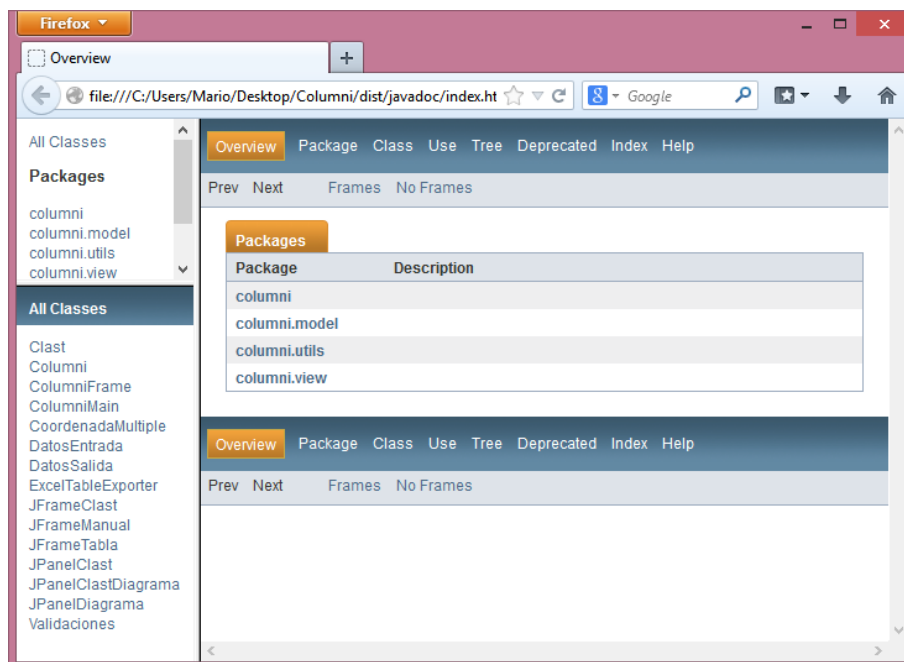 Firefox
Overview
file:///C:/Users/Mario/Desktop/Columni/dist/javadoc/index.ht
8 Google
All Classes
Packages
columni
columni.model
columni.utils
columni.view
All Classes
Clast
Columni
ColumniFrame
ColumniMain
CoordenadaMultiple
DatosEntrada
DatosSalida
ExcelTableExporter
JFrameClast
JFrameManual
JFrameTabla
JPanelClast
JPanelClastDiagrama
JPanelDiagrama
Validaciones
Overview Package Class Use Tree Deprecated Index Help
Prev Next Frames No Frames
Packages
Package Description
columni
columni.model
columni.utils
columni.view
Overview Package Class Use Tree Deprecated Index Help
Prev Next Frames No Frames